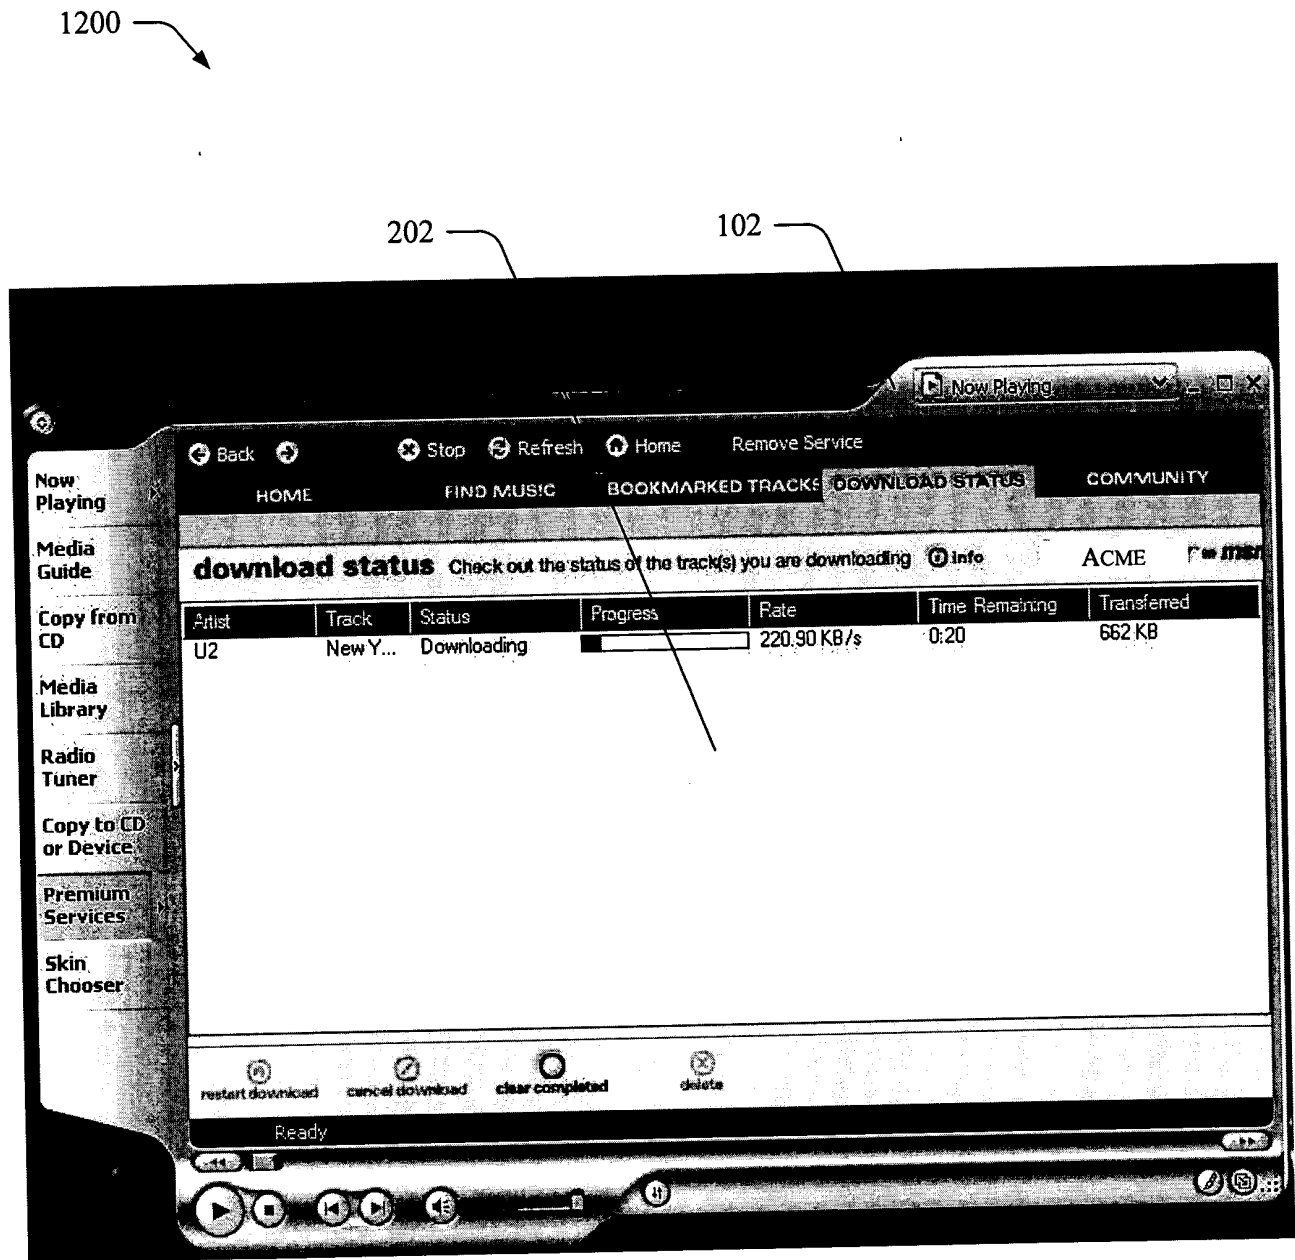 1200
202
102
Now Playing
Back
Stop
Refresh
Home
Remove Service
HOME
FIND MUSIC
BOOKMARKED TRACKS
DOWNLOAD STATUS
COMMUNITY
download status Check out the status of the track(s) you are downloading info
ACME
msn
Artist Track Status Progress Rate Time Remaining Transferred
U2 New Y... Downloading 220.90 KB/s 0:20 662 KB
Now
Playing
Media
Guide
Copy from
CD
Media
Library
Radio
Tuner
Copy to CD
or Device
Premium
Services
Skin
Chooser
restart download
cancel download
clear completed
delete
Ready